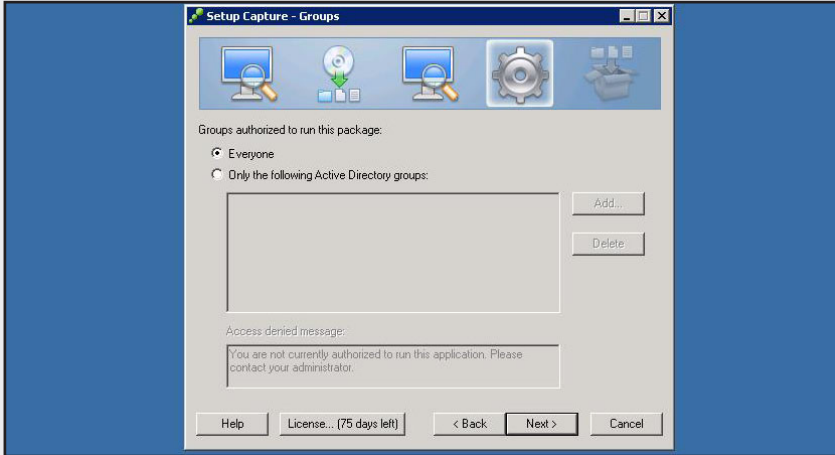 Setup Capture - Groups
Groups authorized to run this package:
Everyone
Only the following Active Directory groups:
Add...
Delete
Access denied message:
You are not currently authorized to run this application. Please
contact your administrator.
Help
License... (75 days left)
< Back
Next >
Cancel